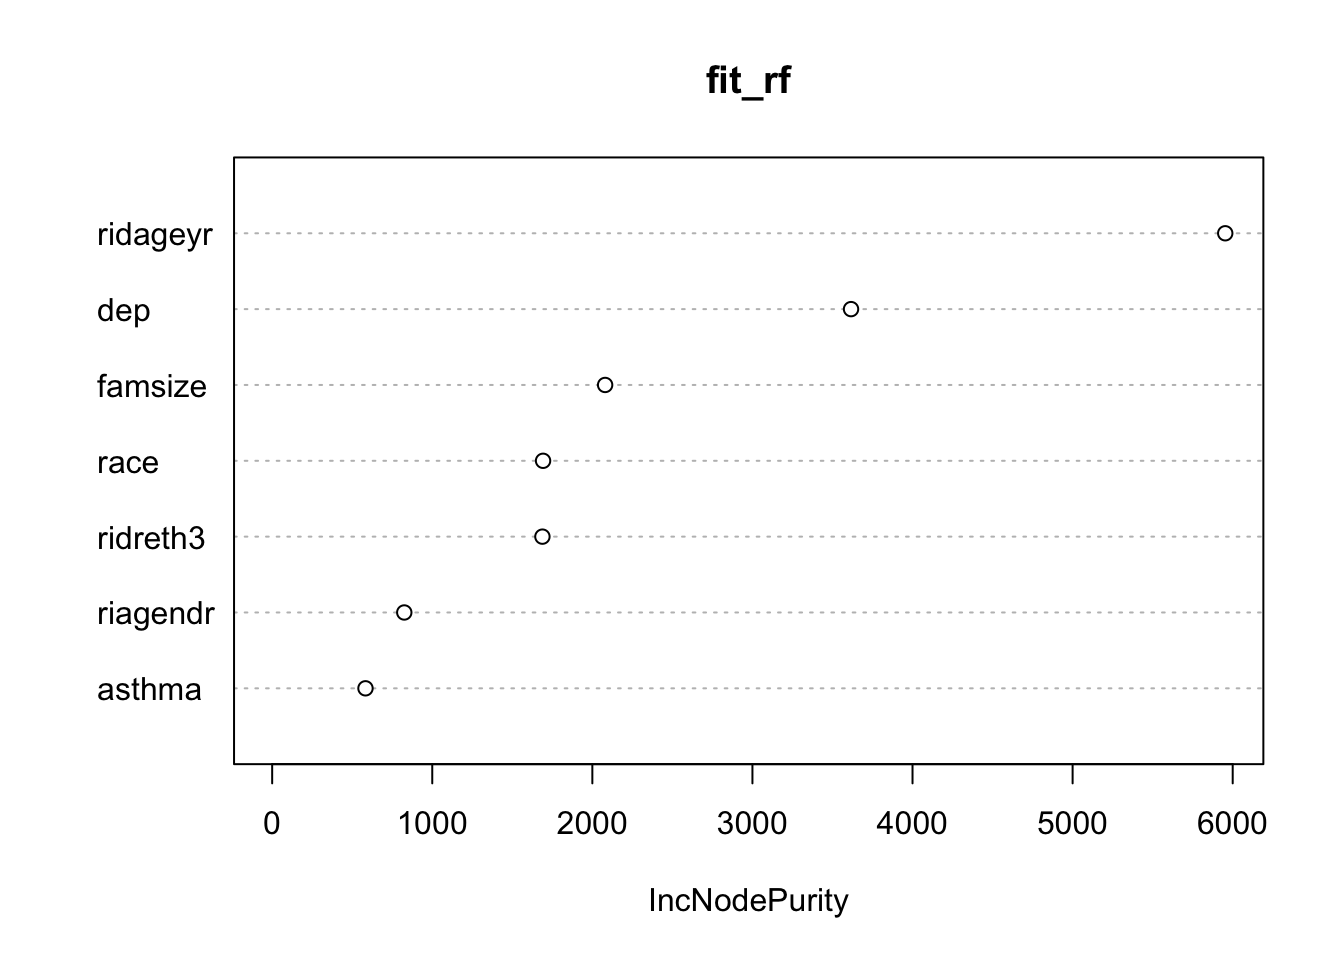 fit_rf
ridageyr
dep
famsize
race
ridreth3
riagendr
asthma
0 1000 2000 3000 4000 5000 6000
IncNodePurity